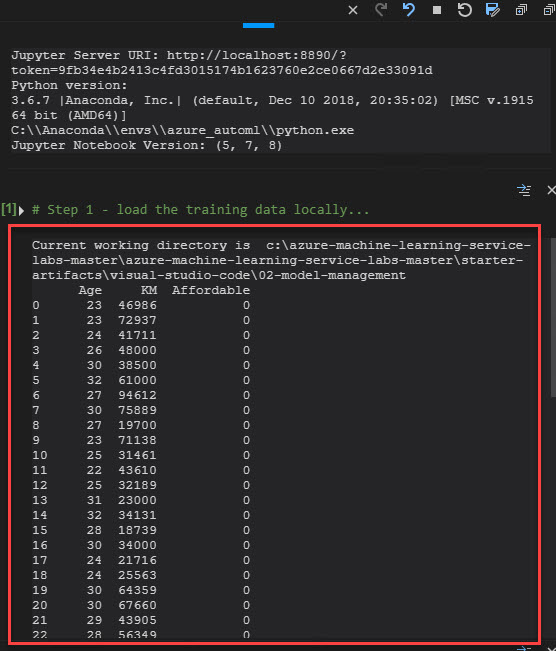 Jupyter Server URI: http://localhost:8890/?
token=9fb34e4b2413c4fd3015174b1623760e2ce0667d2e33091d
Python version:
3.6.7 |Anaconda, Inc.| (default, Dec 10 2018, 20:35:02) [MSC v.1915
64 bit (AMD64)]
C:\\Anaconda\\envs\\azure_automl\\python.exe
Jupyter Notebook Version: (5, 7, 8)
[1] # Step 1 - load the training data locally...
Current working directory is  c:\azure-machine-learning-service-
labs-master\azure-machine-learning-service-labs-master\starter-
artifacts\visual-studio-code\02-model-management
Age KM Affordable
0 23 46986 0
1 23 72937 0
2 24 41711 0
3 26 48000 0
4 30 38500 0
5 32 61000 0
6 27 94612 0
7 30 75889 0
8 27 19700 0
9 23 71138 0
10 25 31461 0
11 22 43610 0
12 25 32189 0
13 31 23000 0
14 32 34131 0
15 28 18739 0
16 30 34000 0
17 24 21716 0
18 24 25563 0
19 30 64359 0
20 30 67660 0
21 29 43905 0
22 28 56349 0